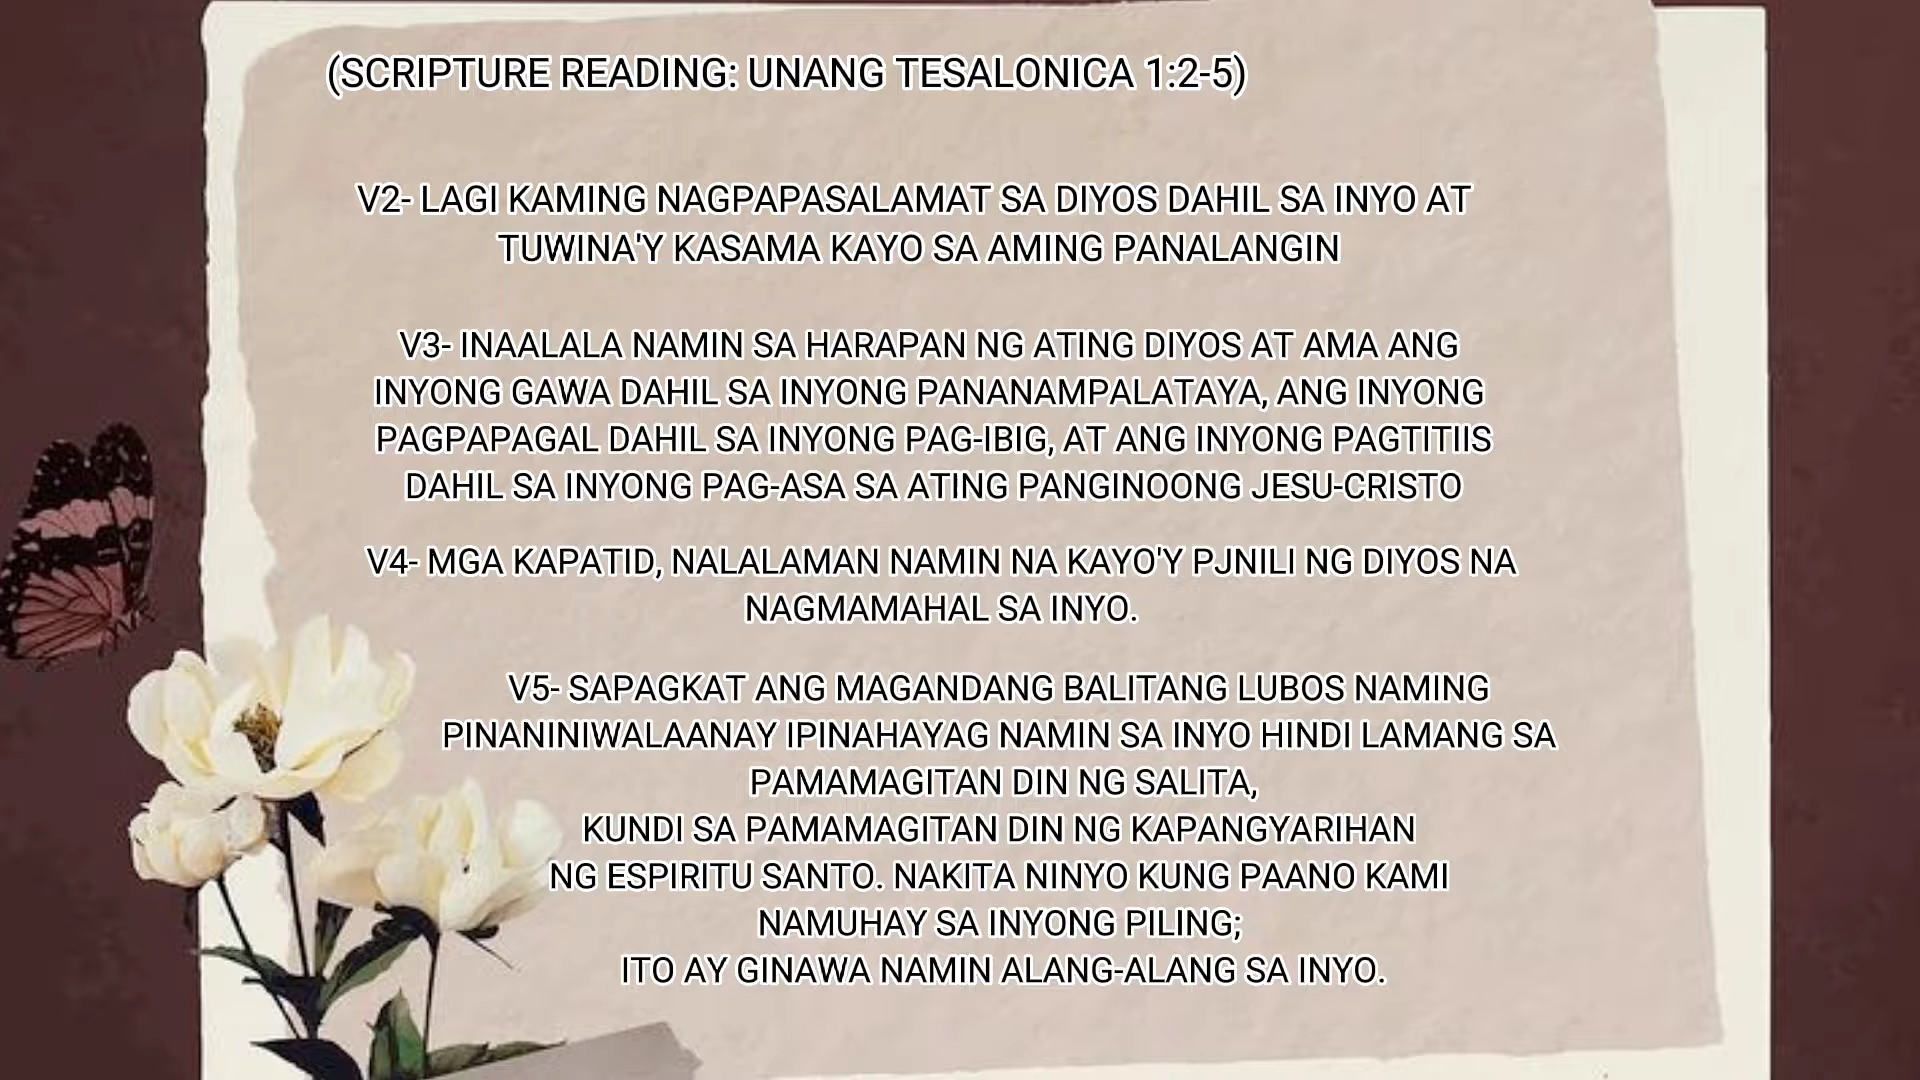 (SCRIPTURE READING: UNANG TESALONICA 1:2-5)
V2- LAGI KAMING NAGPAPASALAMAT SA DIYOS DAHIL SA INYO AT
TUWINA'Y KASAMA KAYO SA AMING PANALANGIN
V3- INAALALA NAMIN SA HARAPAN NG ATING DIYOS AT AMA ANG
INYONG GAWA DAHIL SA INYONG PANANAMPALATAYA, ANG INYONG
PAGPAPAGAL DAHIL SA INYONG PAG-IBIG, AT ANG INYONG PAGTITIIS
DAHIL SA INYONG PAG-ASA SA ATING PANGINOONG JESU-CRISTO
V4- MGA KAPATID, NALALAMAN NAMIN NA KAYO'Y PJNILI NG DIYOS NA
NAGMAMAHAL SA INYO.
V5- SAPAGKAT ANG MAGANDANG BALITANG LUBOS NAMING
PINANINIWALAANAY IPINAHAYAG NAMIN SA INYO HINDI LAMANG SA
PAMAMAGITAN DIN NG SALITA,
KUNDI SA PAMAMAGITAN DIN NG KAPANGYARIHAN
NG ESPIRITU SANTO. NAKITA NINYO KUNG PAANO KAMI
NAMUHAY SA INYONG PILING;
ITO AY GINAWA NAMIN ALANG-ALANG SA INYO.